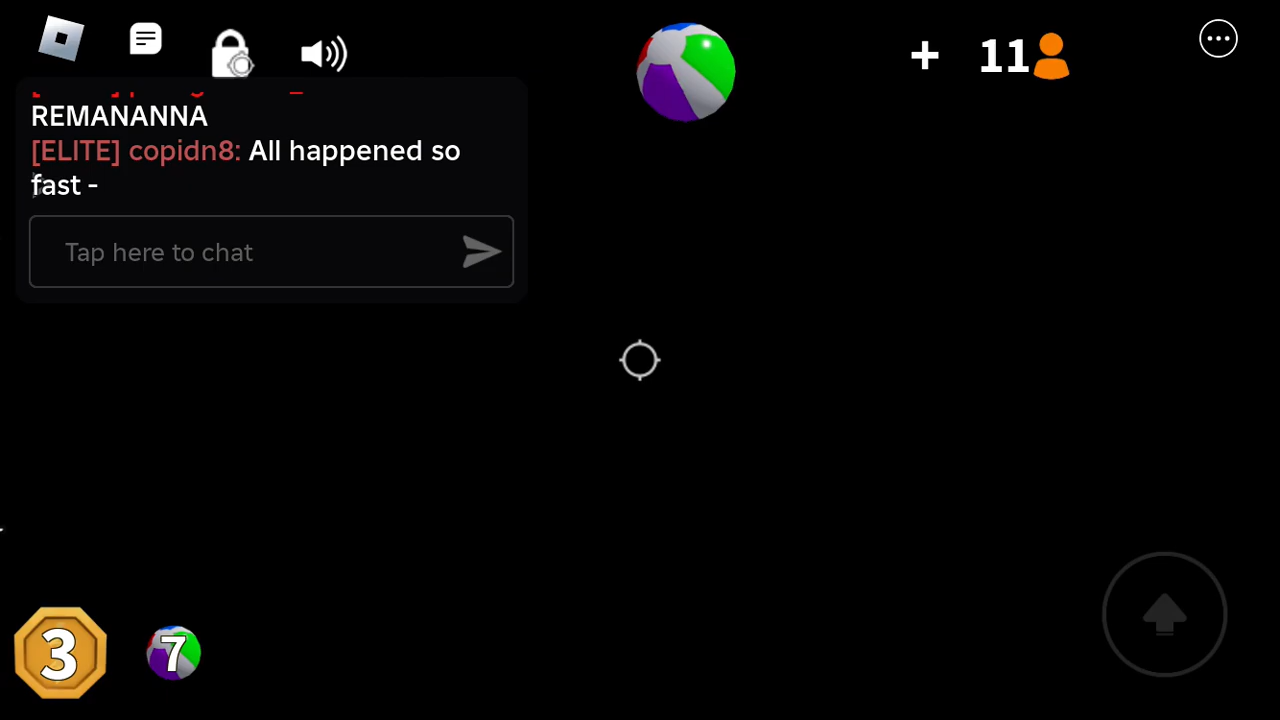 + 11
REMANANNA
[ELITE] copidn8: All happened so
fast -
Tap here to chat
3
7